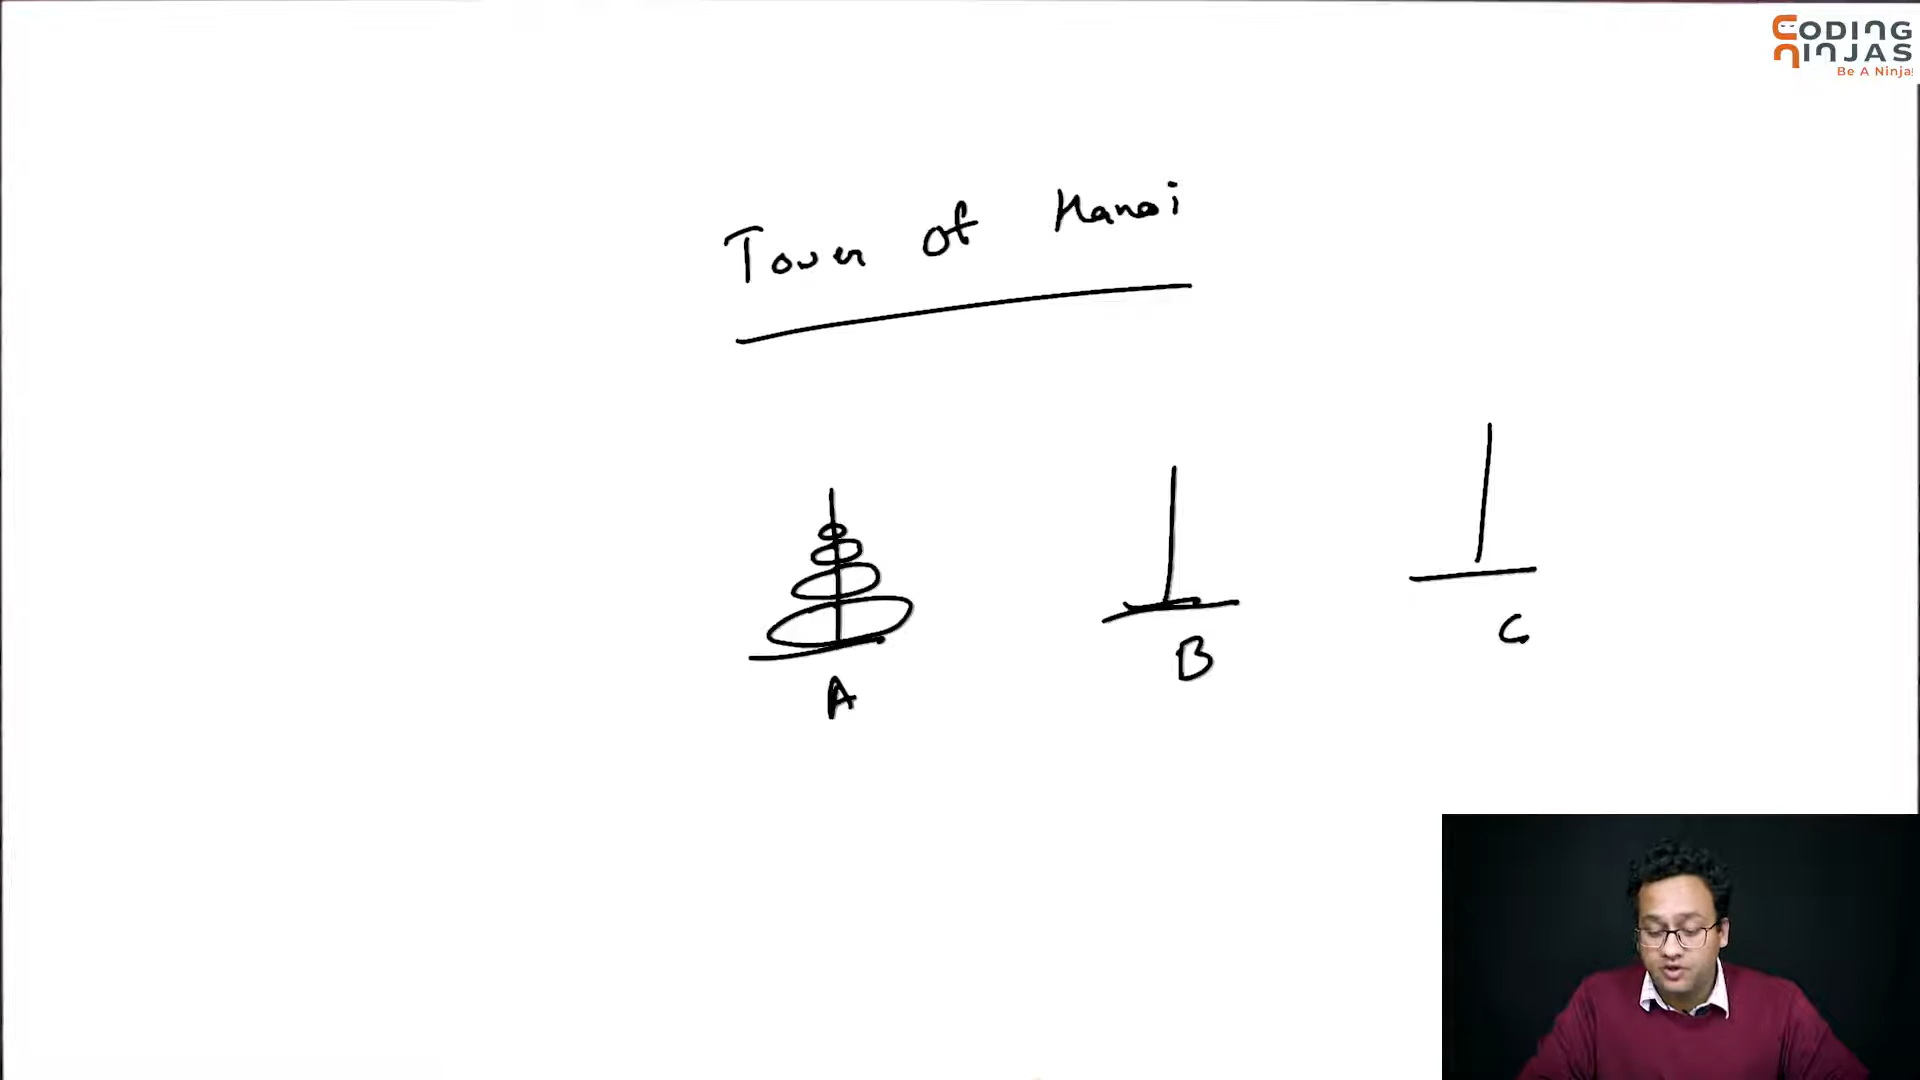 CODING
NINJAS
Be A Ninja!
Tower of Hanoi
A
B
C